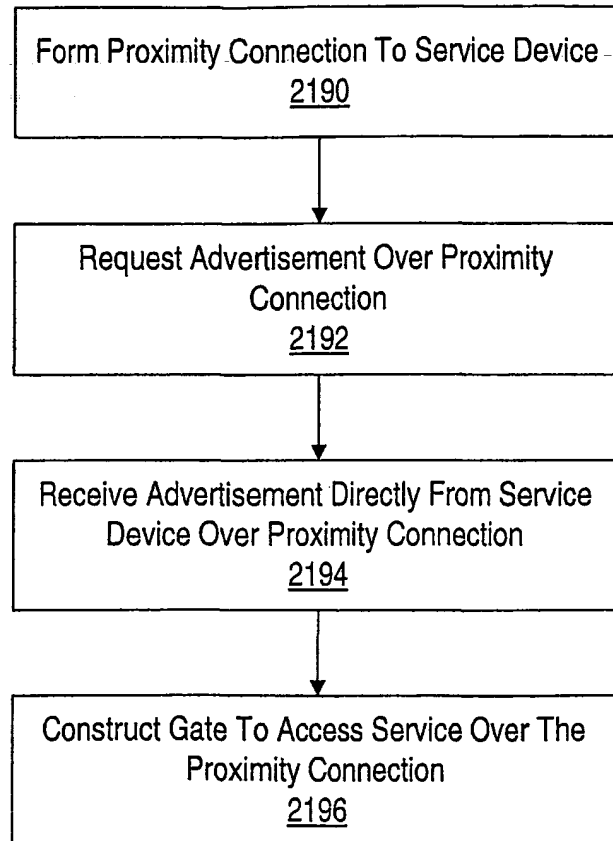 Form Proximity Connection To Service Device
2190
Request Advertisement Over Proximity
Connection
2192
Receive Advertisement Directly From Service
Device Over Proximity Connection
2194
Construct Gate To Access Service Over The
Proximity Connection
2196